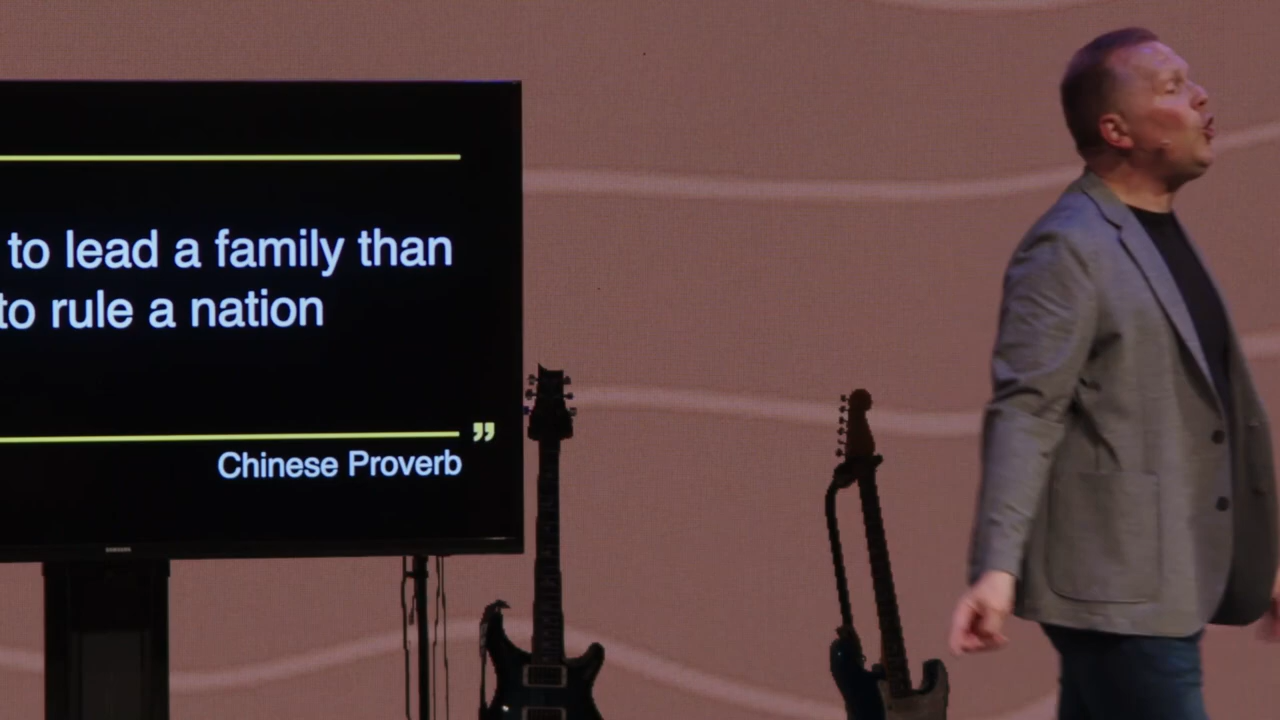 to lead a family than
to rule a nation
”
Chinese Proverb